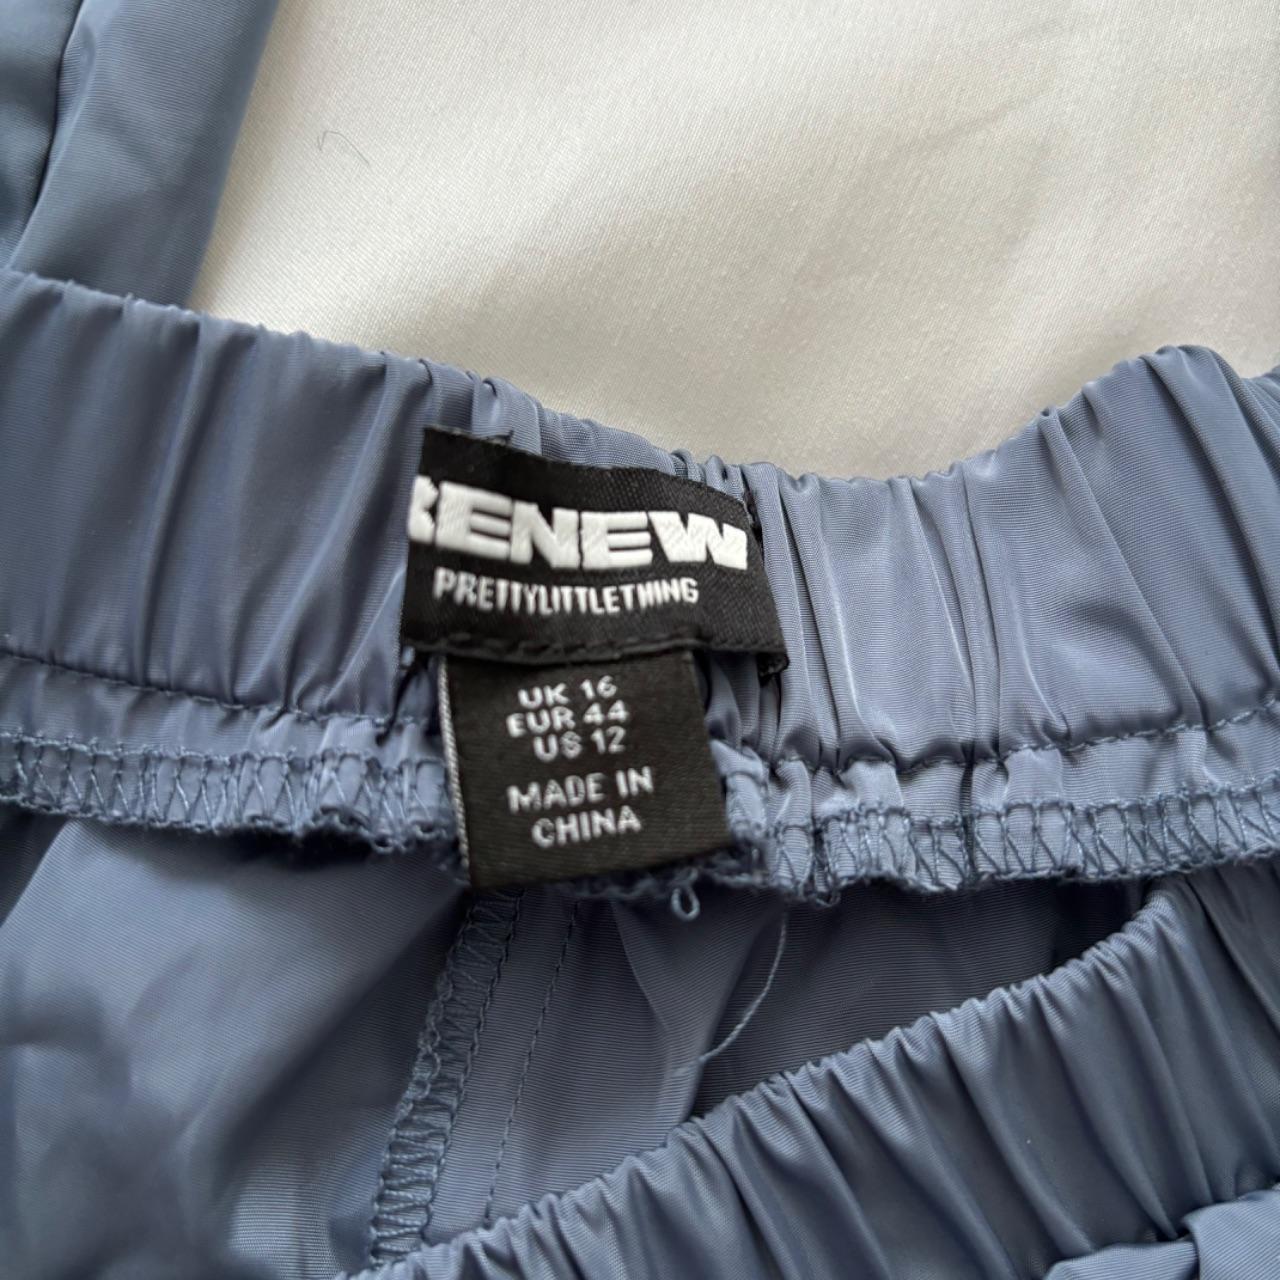 RENEW
PRETTYLITTLETHING
UK 16
EUR 44
US 12
MADE IN
CHINA